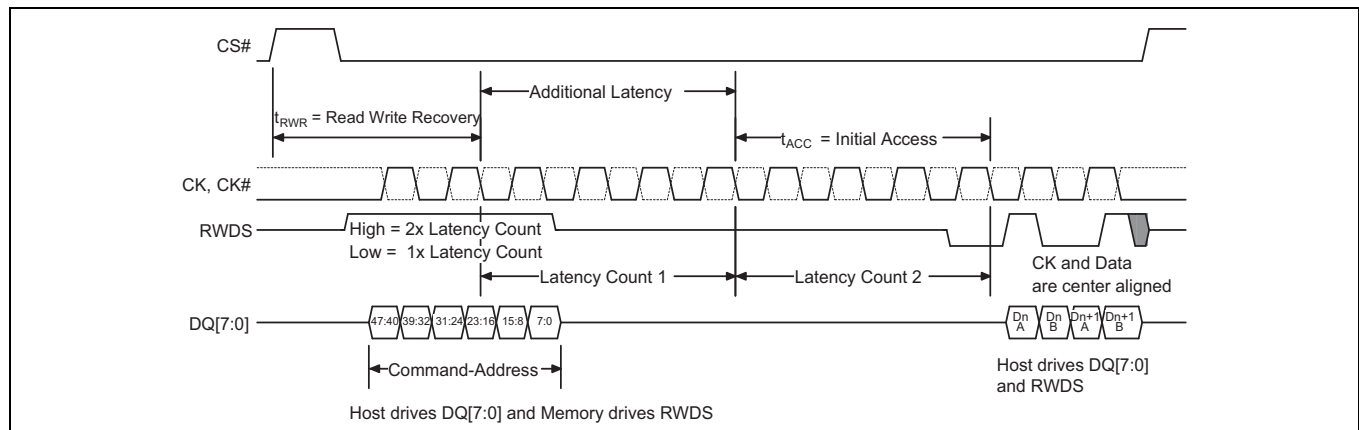 CS#
Additional Latency
tRWR = Read Write Recovery
tACC = Initial Access
CK, CK#
RWDS
High = 2x Latency Count
Low = 1x Latency Count
CK and Data
are center aligned
Latency Count 1
Latency Count 2
DQ[7:0]
47:40 39:32 31:24 23:16 15:8 7:0
Dn
A
Dn
B
Dn+1
A
Dn+1
B
Command-Address
Host drives DQ[7:0]
and RWDS
Host drives DQ[7:0] and Memory drives RWDS